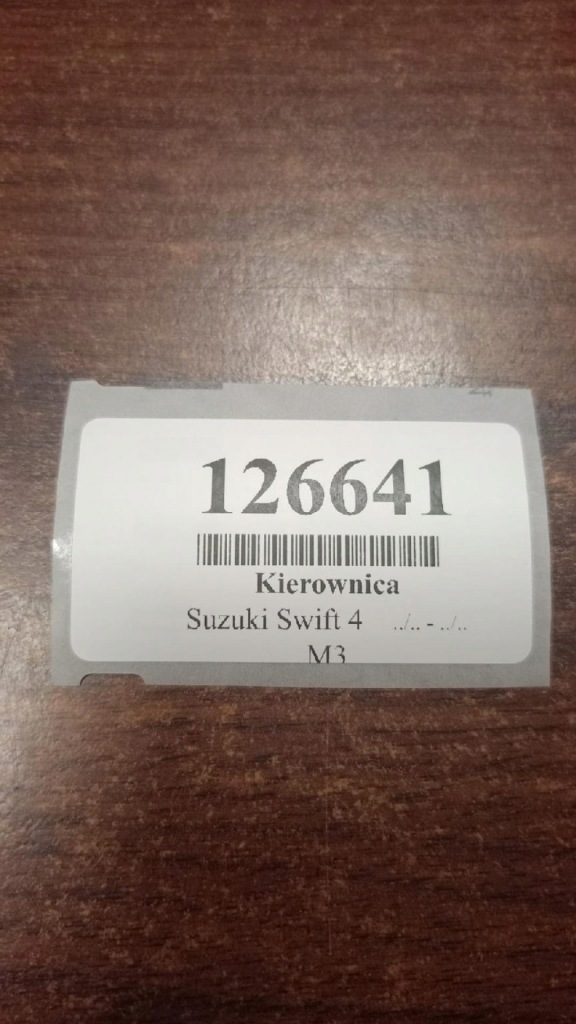 126641
Kierownica
Suzuki Swift 4 ../.. - ../..
M3